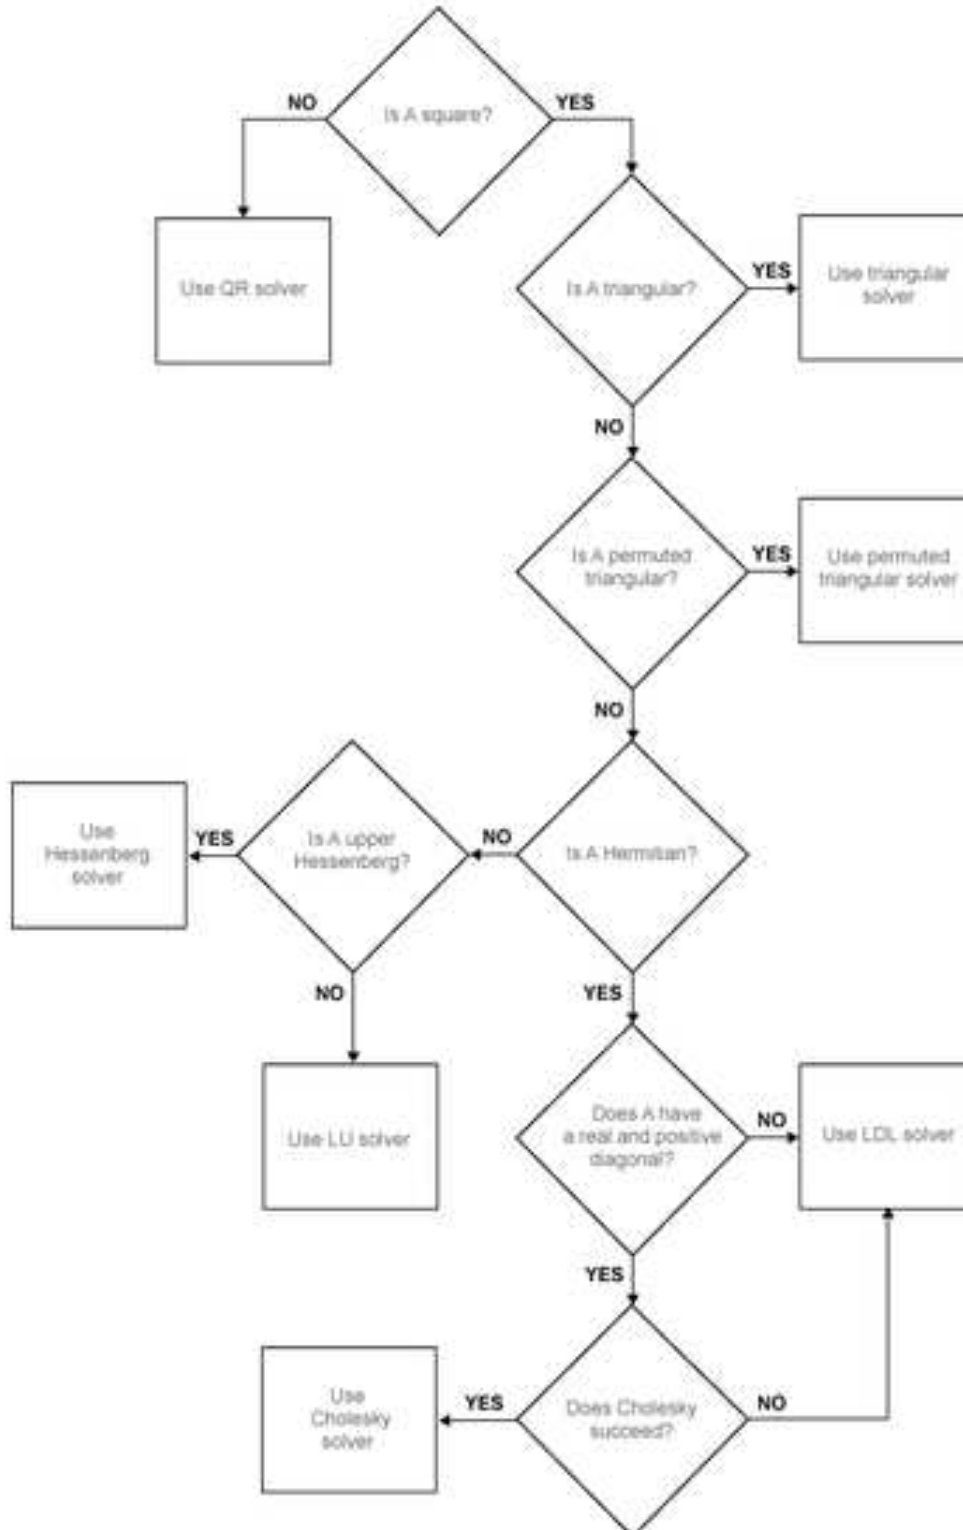 NO
Is A square?
YES
Use QR solver
Is A triangular?
YES
Use triangular
solver
NO
Is A permuted
triangular?
YES
Use permuted
triangular solver
NO
Use
Hessenberg
solver
YES
Is A upper
Hessenberg?
NO
Is A Hermitian?
NO
YES
Use LU solver
Does A have
a real and positive
diagonal?
NO
Use LDL solver
YES
Use
Cholesky
solver
YES
Does Cholesky
succeed?
NO